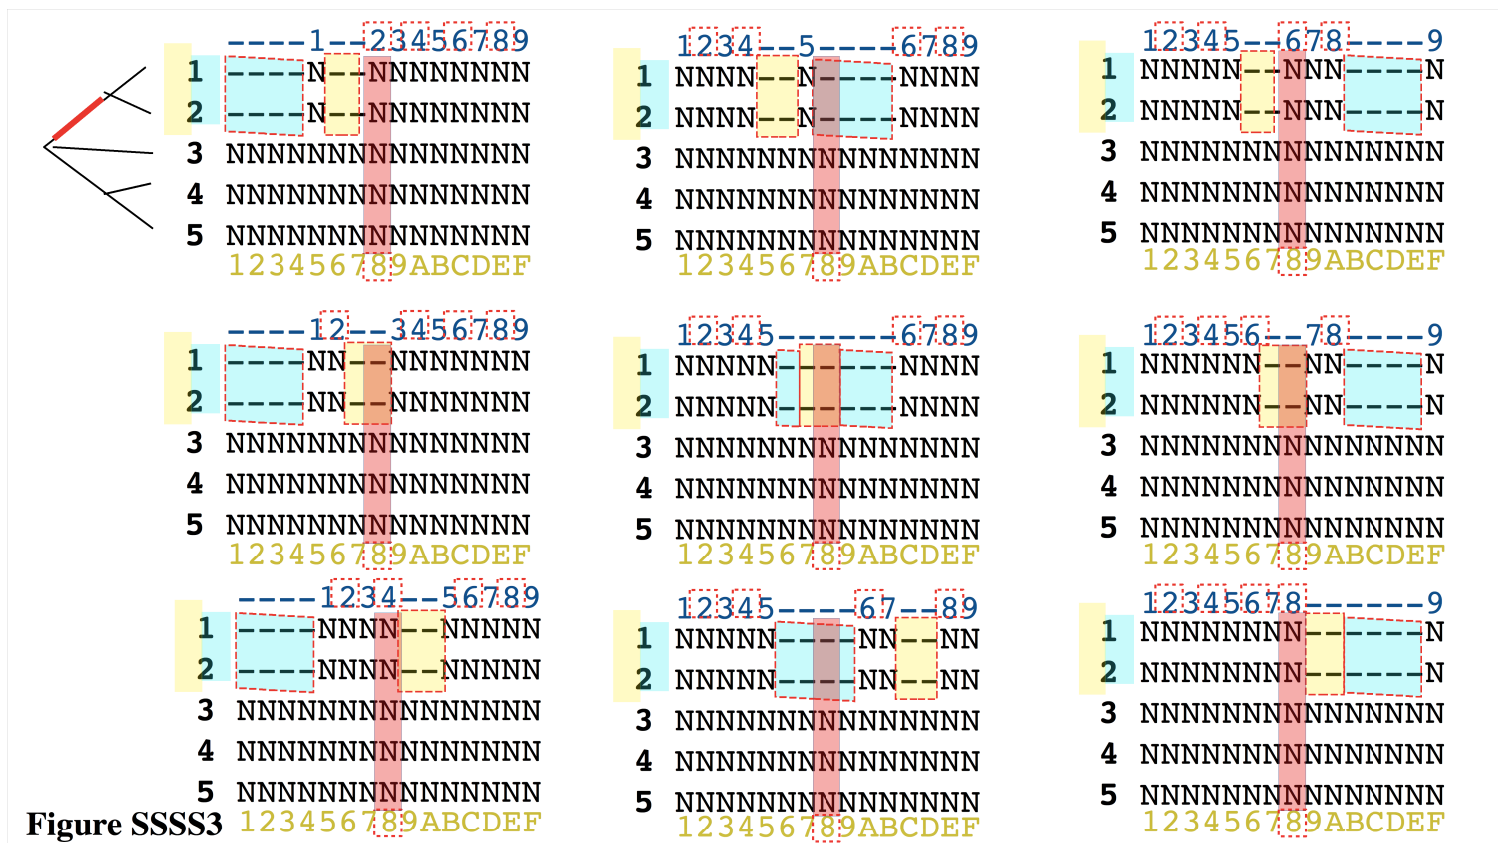 ----1--23456789
1 ----N--NNNNNNNN
2 ----N--NNNNNNNN
3 NNNNNNNNNNNNNNN
4 NNNNNNNNNNNNNNN
5 NNNNNNNNNNNNNNN
123456789ABCDEF
1234--5----6789
1 NNNN--N----NNNN
2 NNNN--N----NNNN
3 NNNNNNNNNNNNNNN
4 NNNNNNNNNNNNNNN
5 NNNNNNNNNNNNNNN
123456789ABCDEF
12345--678----9
1 NNNNN--NNN----N
2 NNNNN--NNN----N
3 NNNNNNNNNNNNNNN
4 NNNNNNNNNNNNNNN
5 NNNNNNNNNNNNNNN
123456789ABCDEF
----12--3456789
1 ----NN--NNNNNNN
2 ----NN--NNNNNNN
3 NNNNNNNNNNNNNNN
4 NNNNNNNNNNNNNNN
5 NNNNNNNNNNNNNNN
123456789ABCDEF
12345------6789
1 NNNNN------NNNN
2 NNNNN------NNNN
3 NNNNNNNNNNNNNNN
4 NNNNNNNNNNNNNNN
5 NNNNNNNNNNNNNNN
123456789ABCDEF
123456--78----9
1 NNNNNN--NN----N
2 NNNNNN--NN----N
3 NNNNNNNNNNNNNNN
4 NNNNNNNNNNNNNNN
5 NNNNNNNNNNNNNNN
123456789ABCDEF
----1234--56789
1 ----NNNN--NNNNN
2 ----NNNN--NNNNN
3 NNNNNNNNNNNNNNN
4 NNNNNNNNNNNNNNN
5 NNNNNNNNNNNNNNN
123456789ABCDEF
12345----67--89
1 NNNNN----NN--NN
2 NNNNN----NN--NN
3 NNNNNNNNNNNNNNN
4 NNNNNNNNNNNNNNN
5 NNNNNNNNNNNNNNN
123456789ABCDEF
12345678------9
1 NNNNNNNN------N
2 NNNNNNNN------N
3 NNNNNNNNNNNNNNN
4 NNNNNNNNNNNNNNN
5 NNNNNNNNNNNNNNN
123456789ABCDEF
Figure SSSS3